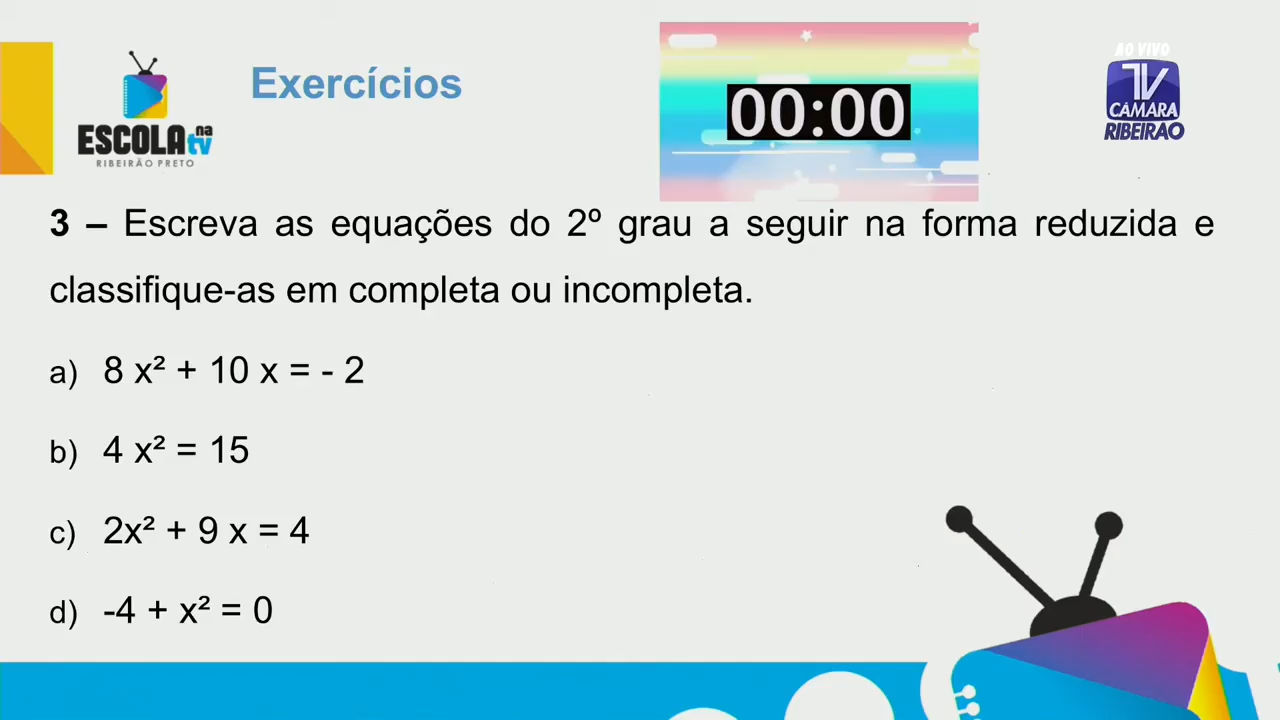 Exercícios
00:00
AO VIVO
TV
CÂMARA
RIBEIRÃO
ESCOLA na tv
RIBEIRÃO PRETO
3 – Escreva as equações do 2º grau a seguir na forma reduzida e
classifique-as em completa ou incompleta.
a) 8 x² + 10 x = - 2
b) 4 x² = 15
c) 2x² + 9 x = 4
d) -4 + x² = 0